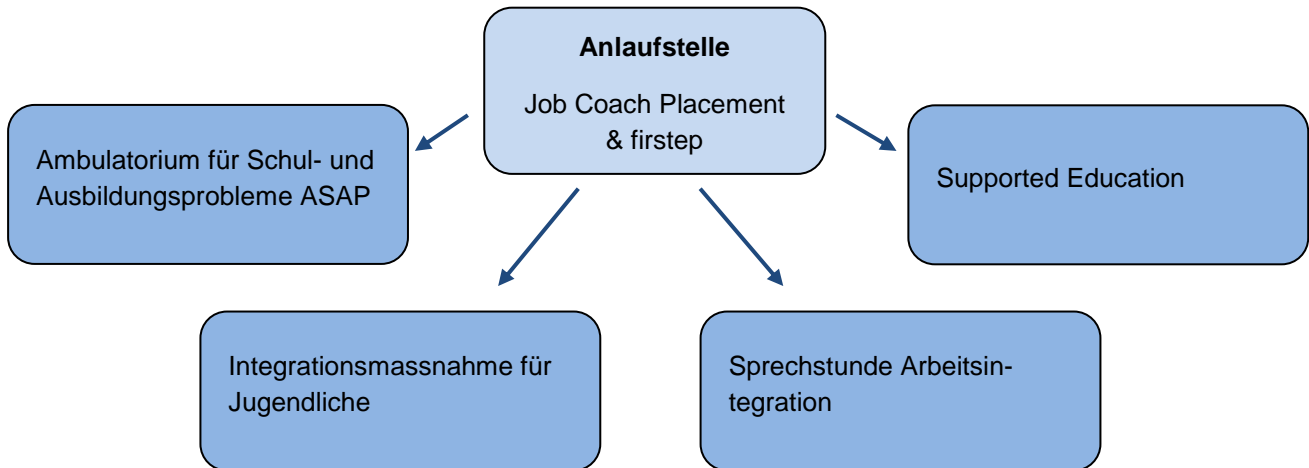 Anlaufstelle
Job Coach Placement
& firstep
Ambulatorium für Schul- und
Ausbildungsprobleme ASAP
Supported Education
Integrationsmassnahme für
Jugendliche
Sprechstunde Arbeitsin-
tegration